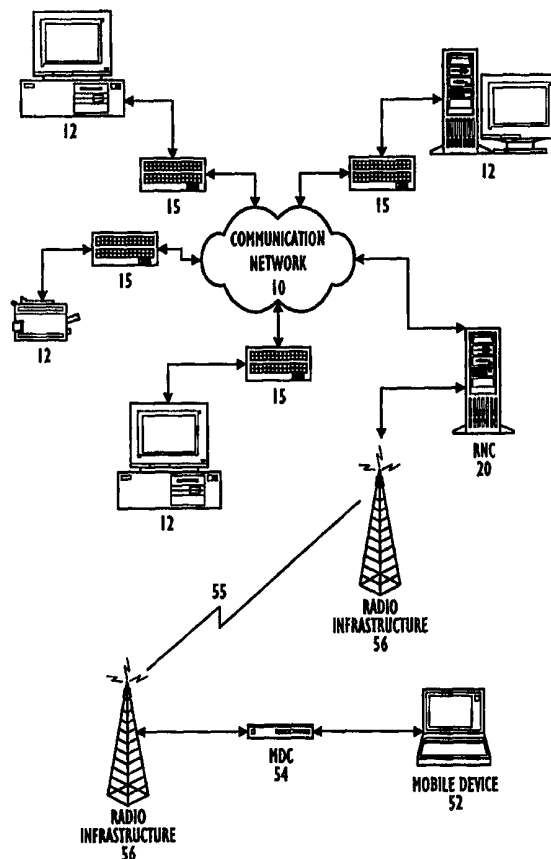 12
12
15
15
COMMUNICATION
NETWORK
10
15
12
15
RNC
20
12
55
RADIO
INFRASTRUCTURE
56
MDC
54
MOBILE DEVICE
52
RADIO
INFRASTRUCTURE
56